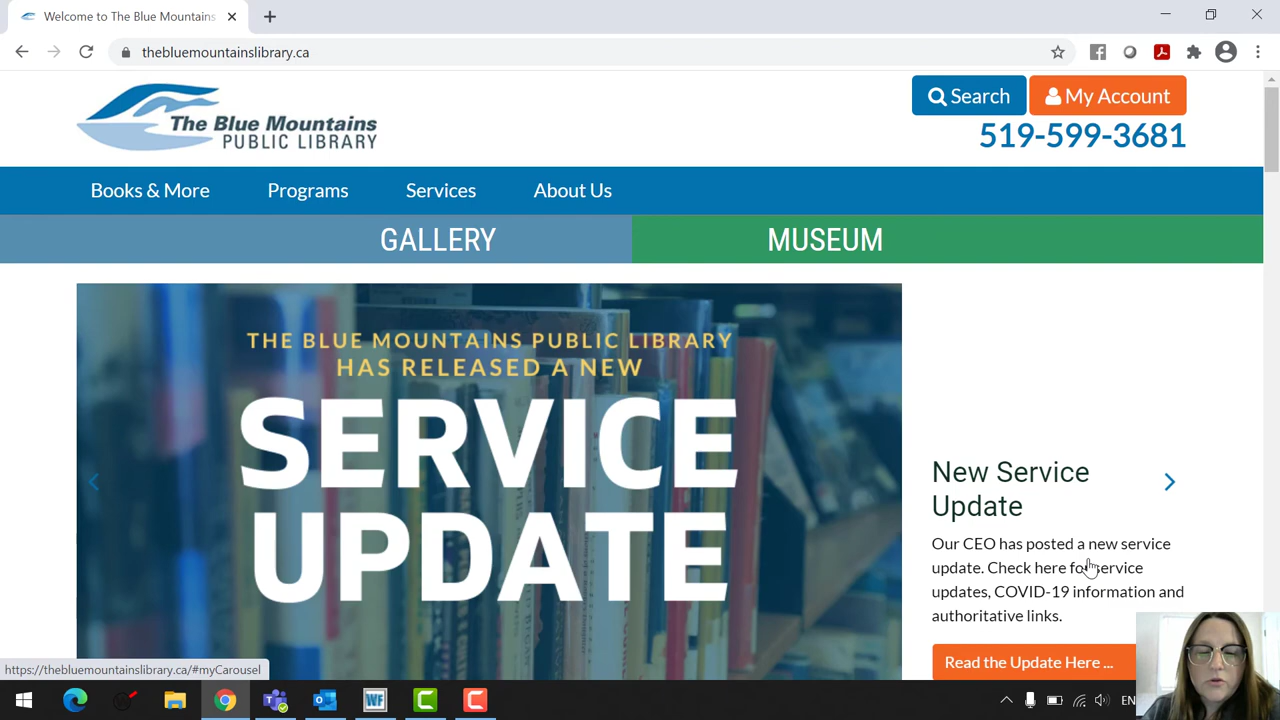 Welcome to The Blue Mountains
thebluemountainslibrary.ca
The Blue Mountains
PUBLIC LIBRARY
Search
My Account
519-599-3681
Books & More
Programs
Services
About Us
GALLERY
MUSEUM
THE BLUE MOUNTAINS PUBLIC LIBRARY
HAS RELEASED A NEW
SERVICE
UPDATE
New Service
Update
Our CEO has posted a new service
update. Check here for service
updates, COVID-19 information and
authoritative links.
Read the Update Here ...
https://thebluemountainslibrary.ca/#myCarousel
WF
EN